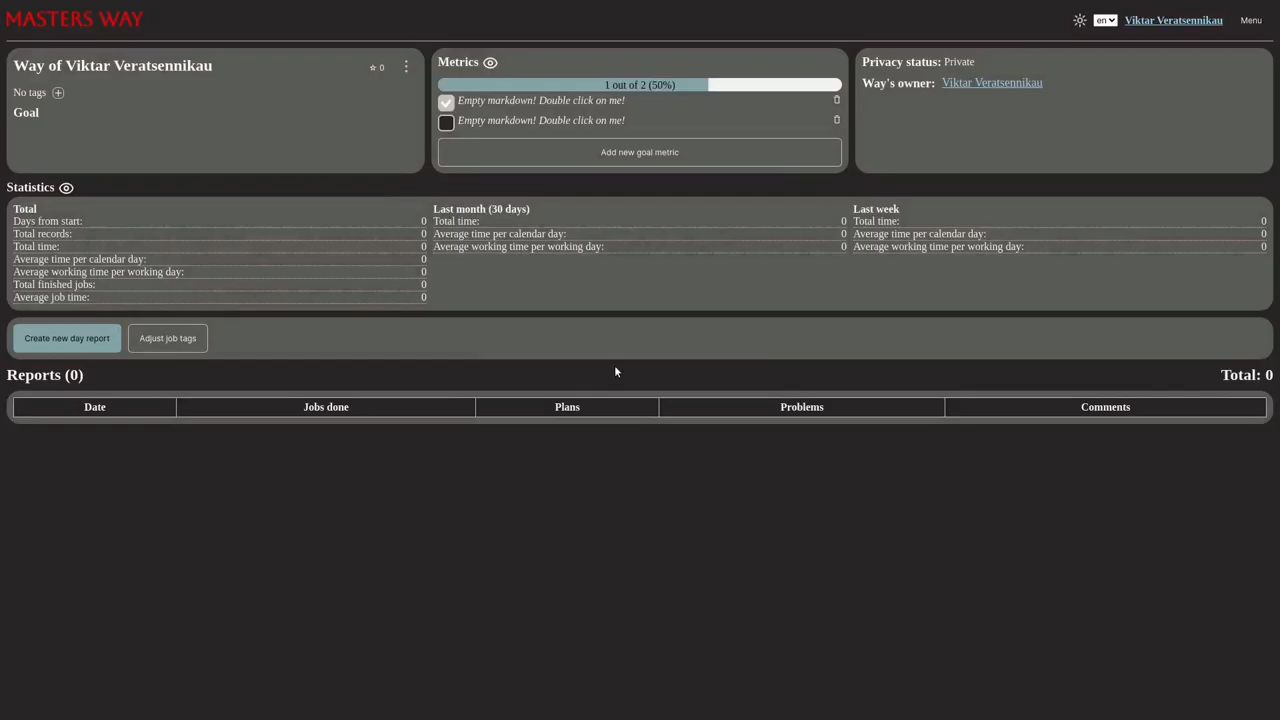 MASTERS WAY
en
Viktar Veratsennikau
Menu
Way of Viktar Veratsennikau
0
No tags
Goal
Metrics
1 out of 2 (50%)
Empty markdown! Double click on me!
Empty markdown! Double click on me!
Add new goal metric
Privacy status: Private
Way's owner: Viktar Veratsennikau
Statistics
Total
Days from start: 0
Total records: 0
Total time: 0
Average time per calendar day: 0
Average working time per working day: 0
Total finished jobs: 0
Average job time: 0
Last month (30 days)
Total time: 0
Average time per calendar day: 0
Average working time per working day: 0
Last week
Total time: 0
Average time per calendar day: 0
Average working time per working day: 0
Create new day report
Adjust job tags
Reports (0)
Total: 0
Date Jobs done Plans Problems Comments